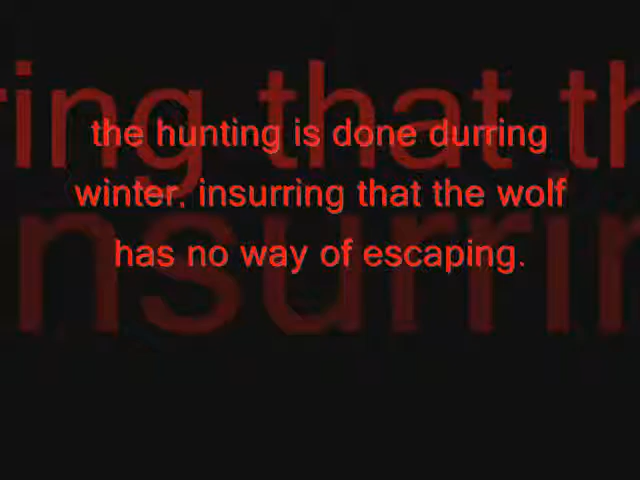 ring that th
the hunting is done durring
winter. insurring that the wolf
nsurrin
has no way of escaping.